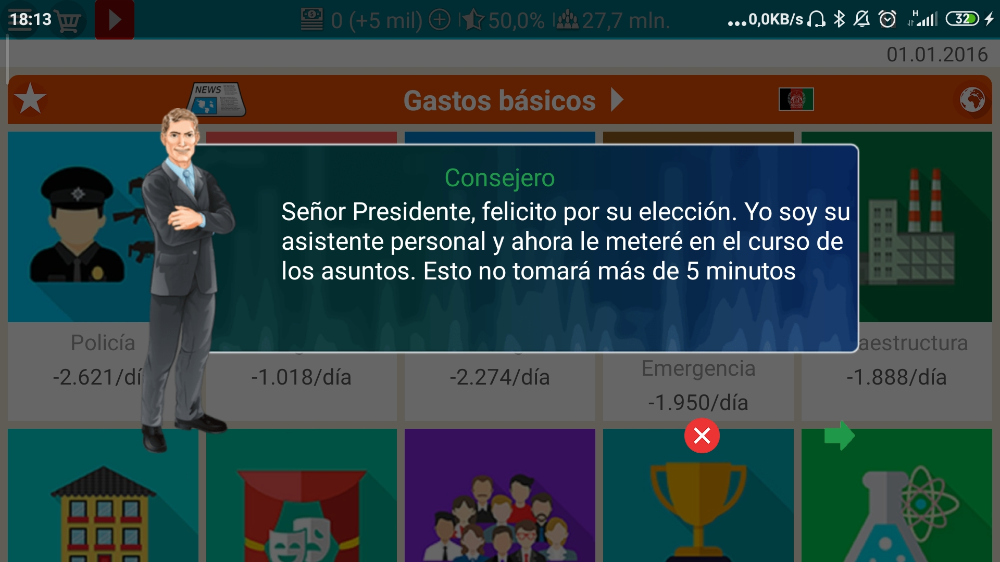 18:13
0 (+5 mil)
50,0%
27,7 mln.
...0,0KB/s
H
32
01.01.2016
NEWS
Gastos básicos
Consejero
Señor Presidente, felicito por su elección. Yo soy su
asistente personal y ahora le meteré en el curso de
los asuntos. Esto no tomará más de 5 minutos
Policía
aestructura
-2.621/dí
-1.018/día
-2.274/día
Emergencia
-1.950/día
-1.888/día